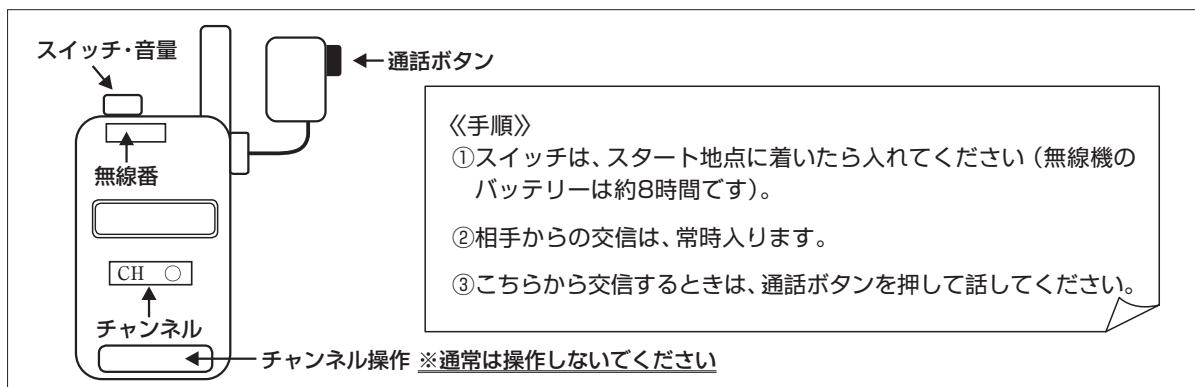 スイッチ・音量
通話ボタン
無線番
CH ○
チャンネル
チャンネル操作 ※通常は操作しないでください
《手順》
①スイッチは、スタート地点に着いたら入れてください（無線機の
バッテリーは約8時間です）。
②相手からの交信は、常時入ります。
③こちらから交信するときは、通話ボタンを押して話してください。